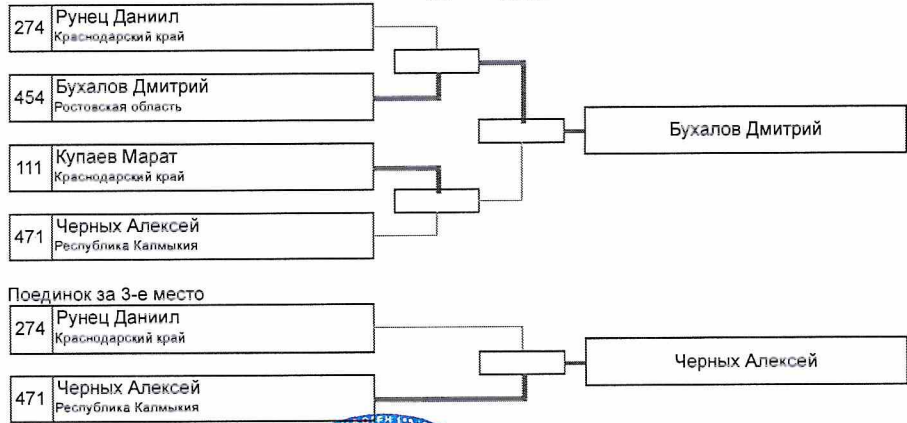 274
Рунец Даниил
Краснодарский край
454
Бухалов Дмитрий
Ростовская область
Бухалов Дмитрий
111
Купаев Марат
Краснодарский край
471
Черных Алексей
Республика Калмыкия
Поединок за 3-е место
274
Рунец Даниил
Краснодарский край
Черных Алексей
471
Черных Алексей
Республика Калмыкия